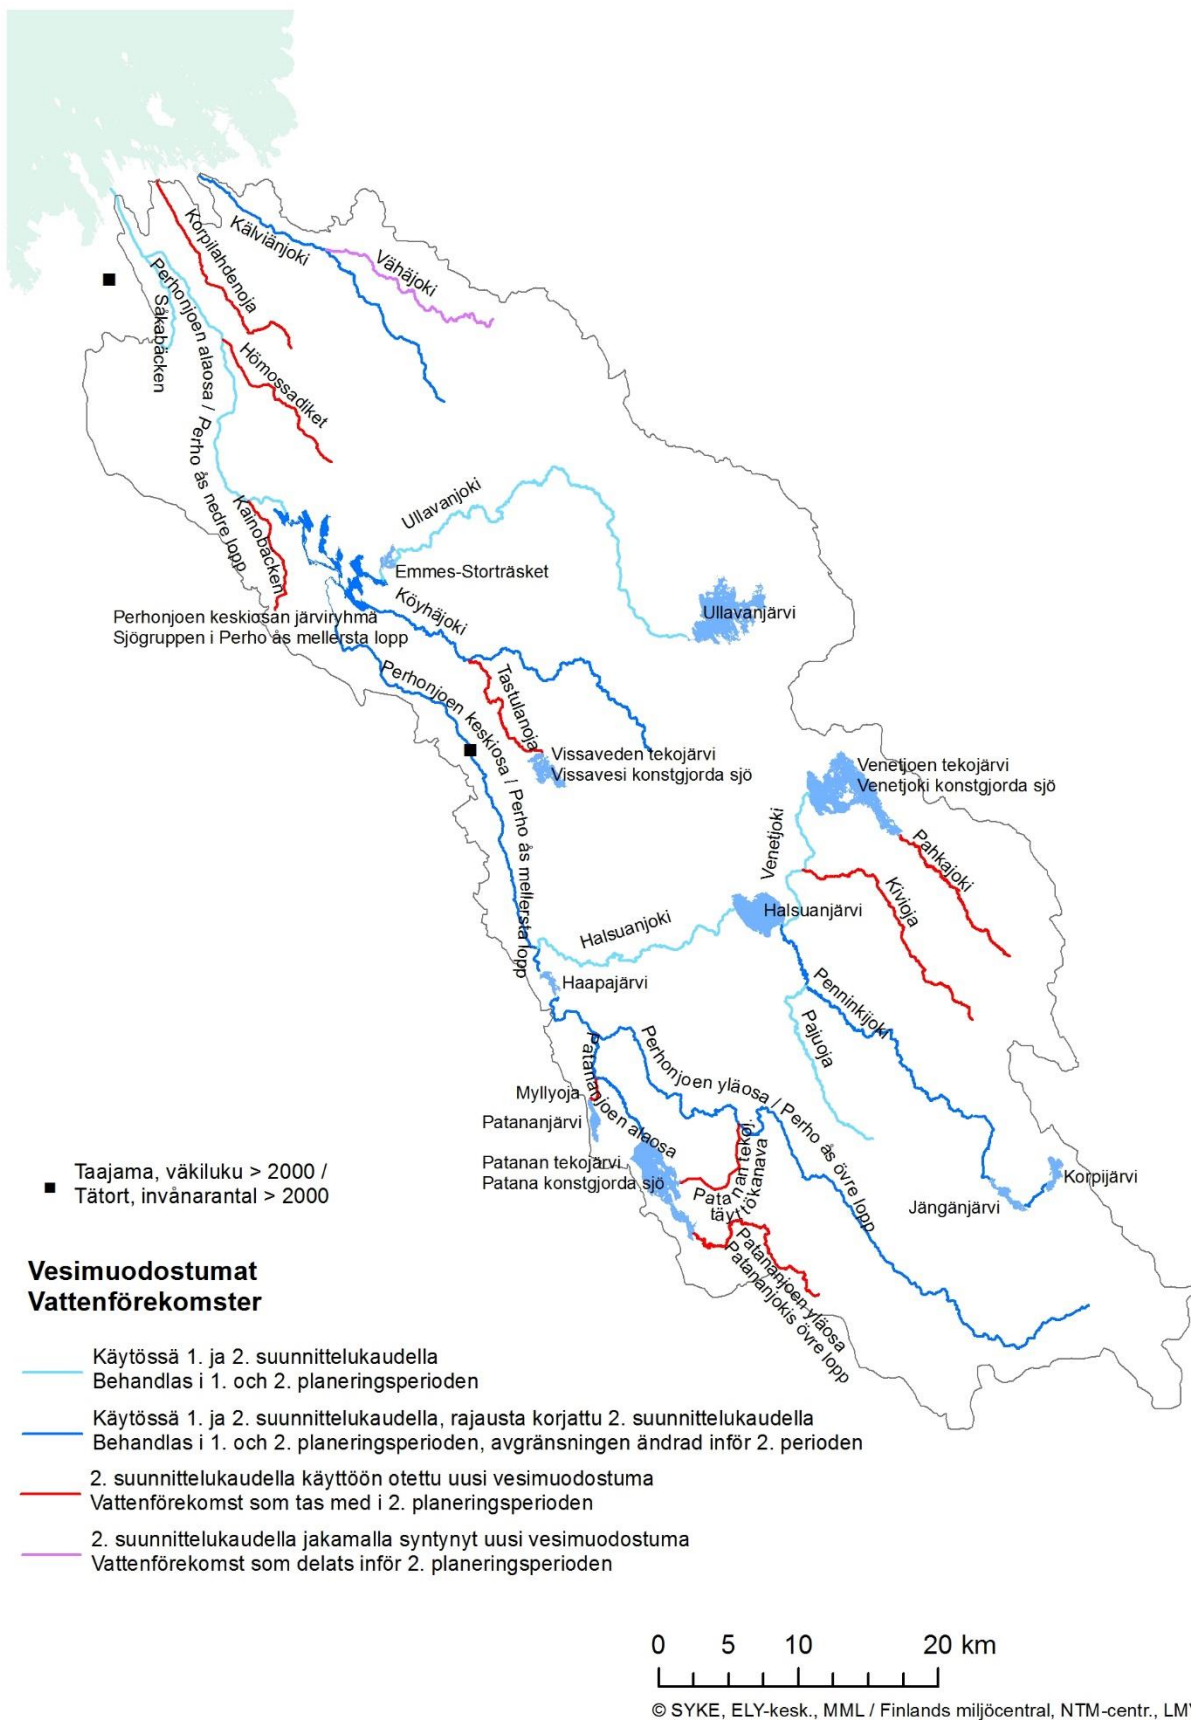 Korpilahdenoja
Kälviänjoki
Vähäjoki
Perhonjoen alaosa / Perho ås nedre lopp
Såkabäcken
Hömossadiket
Kainobäcken
Ullavanjoki
Emmes-Storträsket
Ullavanjärvi
Perhonjoen keskiosan järviryhmä
Sjögruppen i Perho ås mellersta lopp
Köyhäjoki
Tastulanoja
Perhonjoen keskiosa / Perho ås mellersta lopp
Vissaveden tekojärvi
Vissavesi konstgjorda sjö
Venetjoen tekojärvi
Venetjoki konstgjorda sjö
Venetjoki
Pahkajoki
Kivioja
Halsuanjärvi
Halsuanjoki
Haapajärvi
Penninkijoki
Pajuoja
Perhonjoen yläosa / Perho ås övre lopp
Patananjoen alaosa
Myllyoja
Patananjärvi
Patanan tekojärvi
Patana konstgjorda sjö
Patanan tekoj.
täyttökanava
Korpijärvi
Jängänjärvi
Patananjoen yläosa
Patananjokis övre lopp
Taajama, väkiluku > 2000 /
Tätort, invånarantal > 2000
Vesimuodostumat
Vattenförekomster
Käytössä 1. ja 2. suunnittelukaudella
Behandlas i 1. och 2. planeringsperioden
Käytössä 1. ja 2. suunnittelukaudella, rajausta korjattu 2. suunnittelukaudella
Behandlas i 1. och 2. planeringsperioden, avgränsningen ändrad inför 2. perioden
2. suunnittelukaudella käyttöön otettu uusi vesimuodostuma
Vattenförekomst som tas med i 2. planeringsperioden
2. suunnittelukaudella jakamalla syntynyt uusi vesimuodostuma
Vattenförekomst som delats inför 2. planeringsperioden
0 5 10 20 km
© SYKE, ELY-kesk., MML / Finlands miljöcentral, NTM-centr., LMV